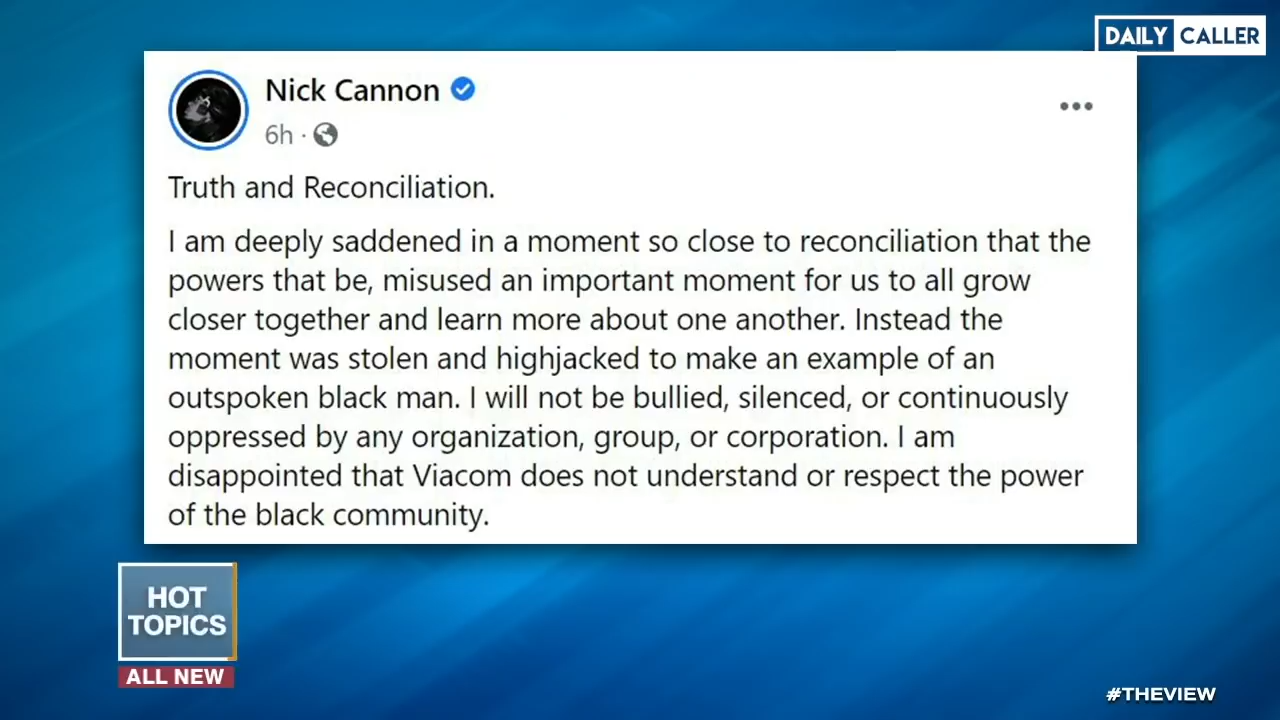 DAILY CALLER
Nick Cannon
6h ·
Truth and Reconciliation.
I am deeply saddened in a moment so close to reconciliation that the
powers that be, misused an important moment for us to all grow
closer together and learn more about one another. Instead the
moment was stolen and highjacked to make an example of an
outspoken black man. I will not be bullied, silenced, or continuously
oppressed by any organization, group, or corporation. I am
disappointed that Viacom does not understand or respect the power
of the black community.
HOT
TOPICS
ALL NEW
#THEVIEW